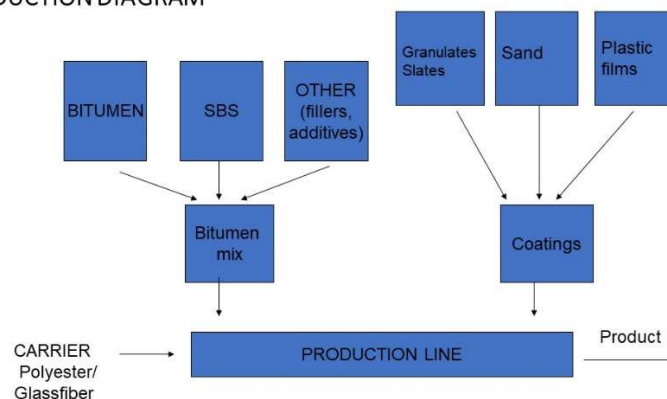 BITUMEN
SBS
OTHER
(fillers,
additives)
Granulates
Slates
Sand
Plastic
films
Bitumen
mix
Coatings
CARRIER
Polyester/
Glassfiber
PRODUCTION LINE
Product